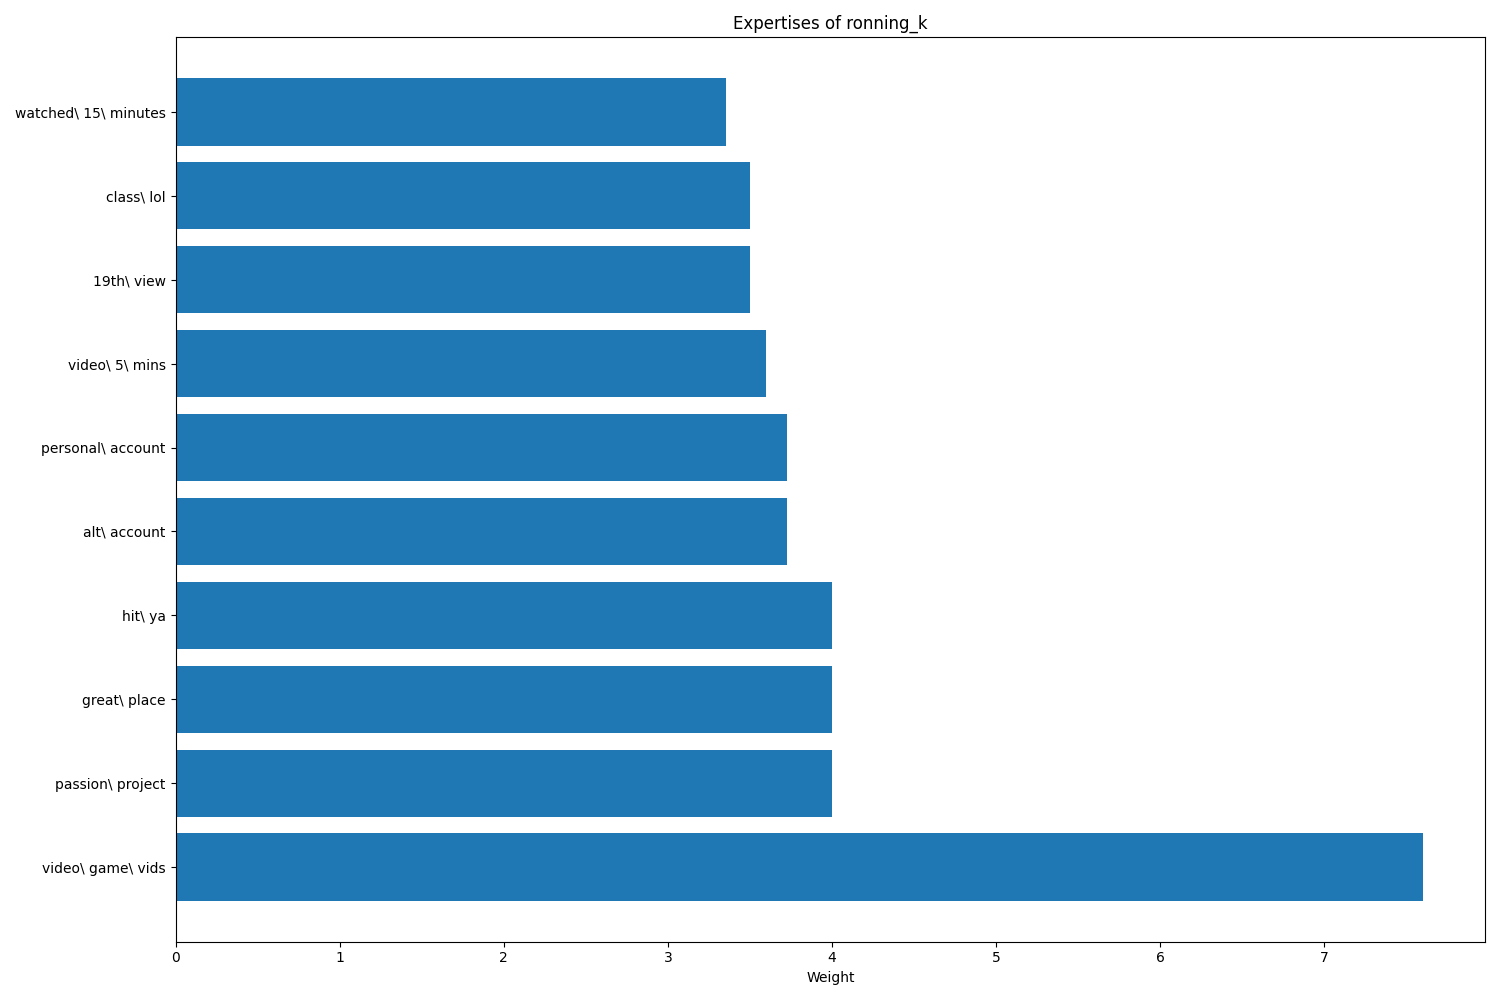 Expertises of ronning_k
watched\ 15\ minutes
class\ lol
19th\ view
video\ 5\ mins
personal\ account
alt\ account
hit\ ya
great\ place
passion\ project
video\ game\ vids
0 1 2 3 4 5 6 7
Weight